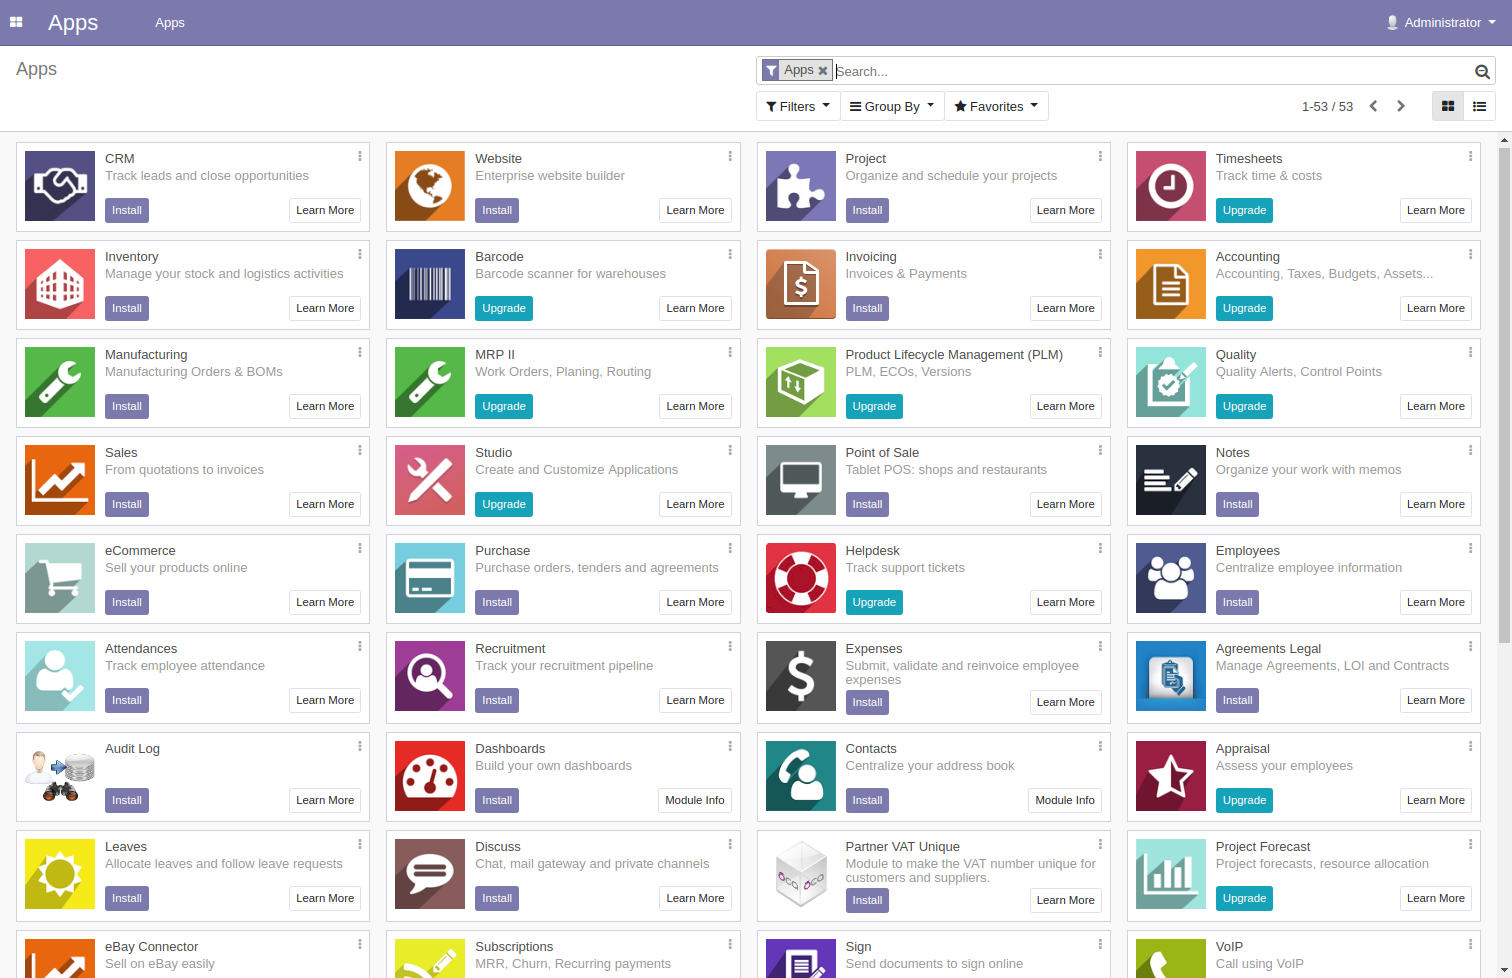 Apps
Apps
Administrator
Apps
Apps
Search...
Filters
Group By
Favorites
1-53 / 53
CRM
Track leads and close opportunities
Install
Learn More
Website
Enterprise website builder
Install
Learn More
Project
Organize and schedule your projects
Install
Learn More
Timesheets
Track time & costs
Upgrade
Learn More
Inventory
Manage your stock and logistics activities
Install
Learn More
Barcode
Barcode scanner for warehouses
Upgrade
Learn More
Invoicing
Invoices & Payments
Install
Learn More
Accounting
Accounting, Taxes, Budgets, Assets...
Upgrade
Learn More
Manufacturing
Manufacturing Orders & BOMs
Install
Learn More
MRP II
Work Orders, Planing, Routing
Upgrade
Learn More
Product Lifecycle Management (PLM)
PLM, ECOs, Versions
Upgrade
Learn More
Quality
Quality Alerts, Control Points
Upgrade
Learn More
Sales
From quotations to invoices
Install
Learn More
Studio
Create and Customize Applications
Upgrade
Learn More
Point of Sale
Tablet POS: shops and restaurants
Install
Learn More
Notes
Organize your work with memos
Install
Learn More
eCommerce
Sell your products online
Install
Learn More
Purchase
Purchase orders, tenders and agreements
Install
Learn More
Helpdesk
Track support tickets
Upgrade
Learn More
Employees
Centralize employee information
Install
Learn More
Attendances
Track employee attendance
Install
Learn More
Recruitment
Track your recruitment pipeline
Install
Learn More
Expenses
Submit, validate and reinvoice employee
expenses
Install
Learn More
Agreements Legal
Manage Agreements, LOI and Contracts
Install
Learn More
Audit Log
Install
Learn More
Dashboards
Build your own dashboards
Install
Module Info
Contacts
Centralize your address book
Install
Module Info
Appraisal
Assess your employees
Upgrade
Learn More
Leaves
Allocate leaves and follow leave requests
Install
Learn More
Discuss
Chat, mail gateway and private channels
Install
Learn More
Partner VAT Unique
Module to make the VAT number unique for
customers and suppliers.
Install
Learn More
Project Forecast
Project forecasts, resource allocation
Upgrade
Learn More
eBay Connector
Sell on eBay easily
Subscriptions
MRR, Churn, Recurring payments
Sign
Send documents to sign online
VoIP
Call using VoIP